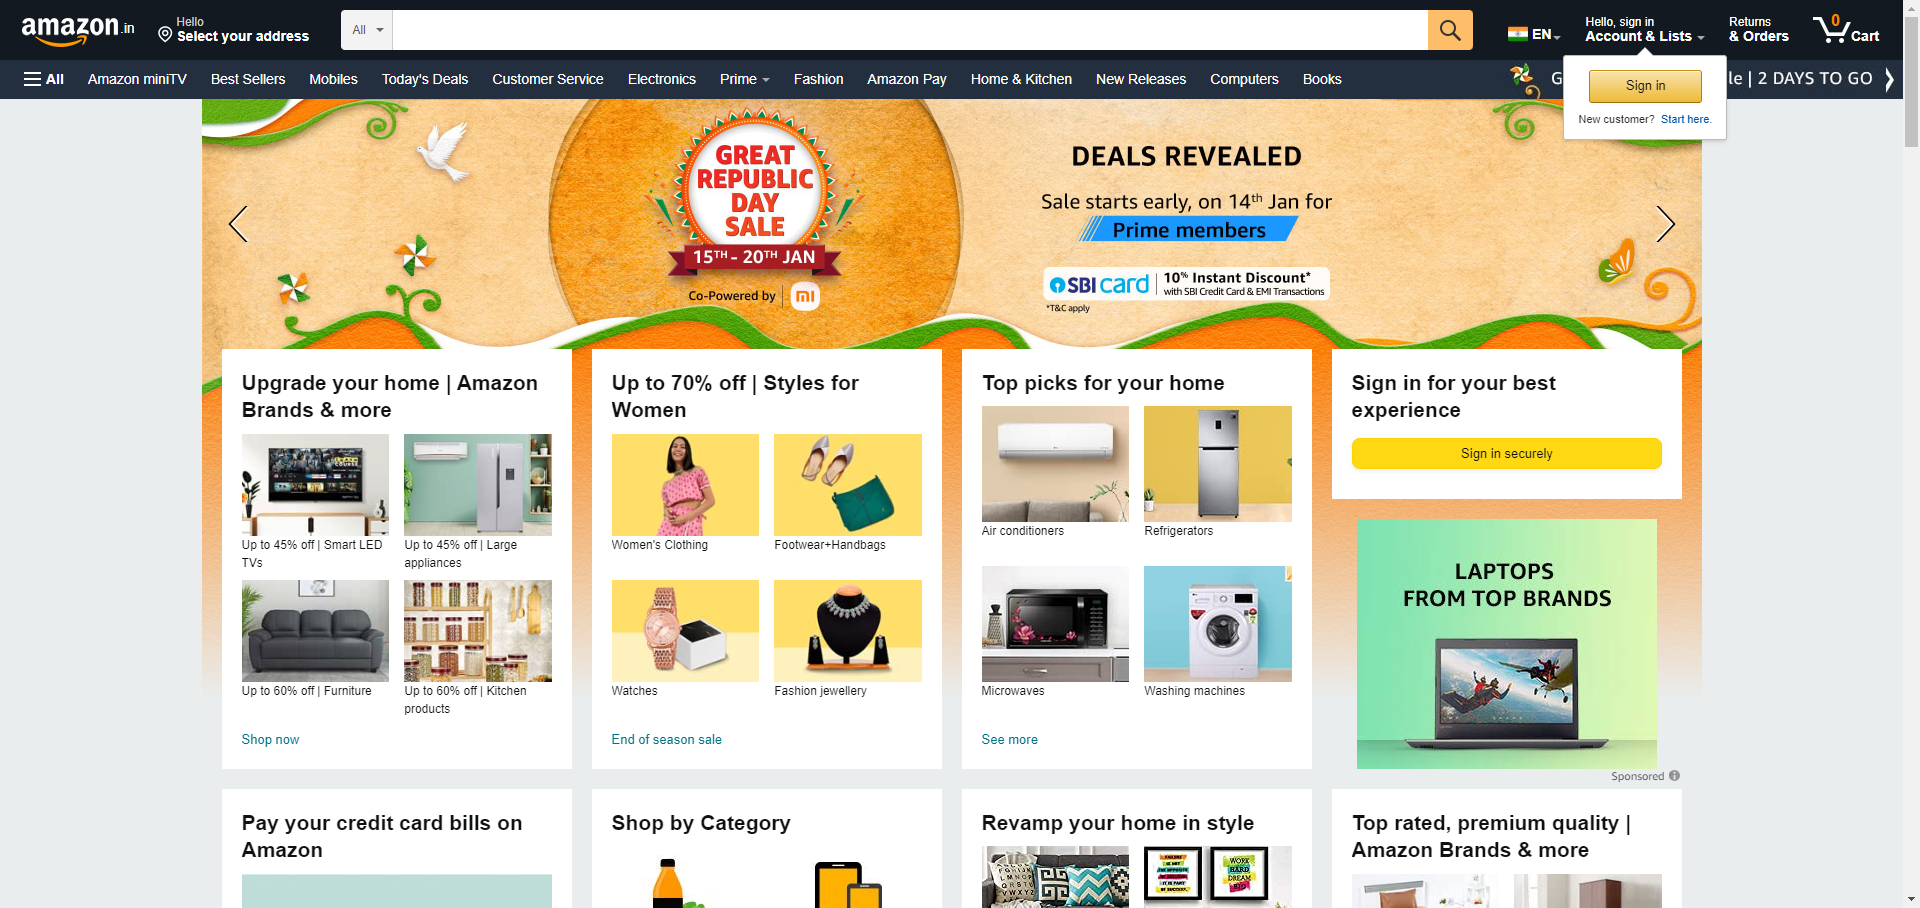 amazon.in
Hello
Select your address
All
EN
Hello, sign in
Account & Lists
Returns
& Orders
0
Cart
All
Amazon miniTV
Best Sellers
Mobiles
Today's Deals
Customer Service
Electronics
Prime
Fashion
Amazon Pay
Home & Kitchen
New Releases
Computers
Books
G
le | 2 DAYS TO GO
Sign in
New customer? Start here.
GREAT
REPUBLIC
DAY
SALE
15TH - 20TH JAN
Co-Powered by mi
DEALS REVEALED
Sale starts early, on 14th Jan for
Prime members
SBI card
10% Instant Discount*
with SBI Credit Card & EMI Transactions
*T&C apply
Upgrade your home | Amazon
Brands & more
Up to 45% off | Smart LED
TVs
Up to 45% off | Large
appliances
Up to 60% off | Furniture
Up to 60% off | Kitchen
products
Shop now
Up to 70% off | Styles for
Women
Women's Clothing
Footwear+Handbags
Watches
Fashion jewellery
End of season sale
Top picks for your home
Air conditioners
Refrigerators
Microwaves
Washing machines
See more
Sign in for your best
experience
Sign in securely
LAPTOPS
FROM TOP BRANDS
Sponsored
Pay your credit card bills on
Amazon
Shop by Category
Revamp your home in style
WORK
HARD
DREAM
BIG
Top rated, premium quality |
Amazon Brands & more